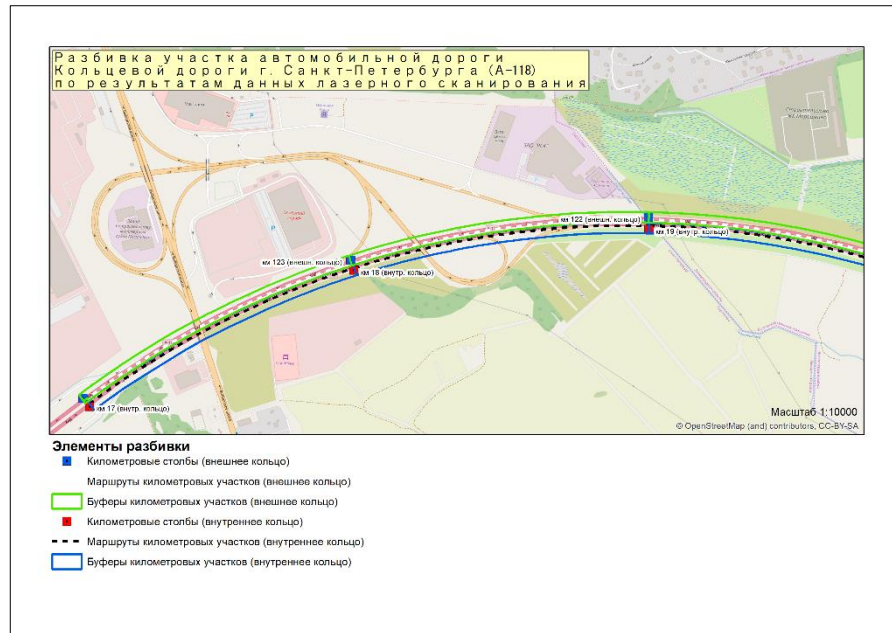 Разбивка участка автомобильной дороги
Кольцевой дороги г. Санкт-Петербурга (А-118)
по результатам данных лазерного сканирования
км 122 (внешн. кольцо)
км 19 (внутр. кольцо)
км 123 (внешн. кольцо)
км 18 (внутр. кольцо)
км 17 (внутр. кольцо)
Масштаб 1:10000
© OpenStreetMap (and) contributors, CC-BY-SA
Элементы разбивки
Километровые столбы (внешнее кольцо)
Маршруты километровых участков (внешнее кольцо)
Буферы километровых участков (внешнее кольцо)
Километровые столбы (внутреннее кольцо)
Маршруты километровых участков (внутреннее кольцо)
Буферы километровых участков (внутреннее кольцо)